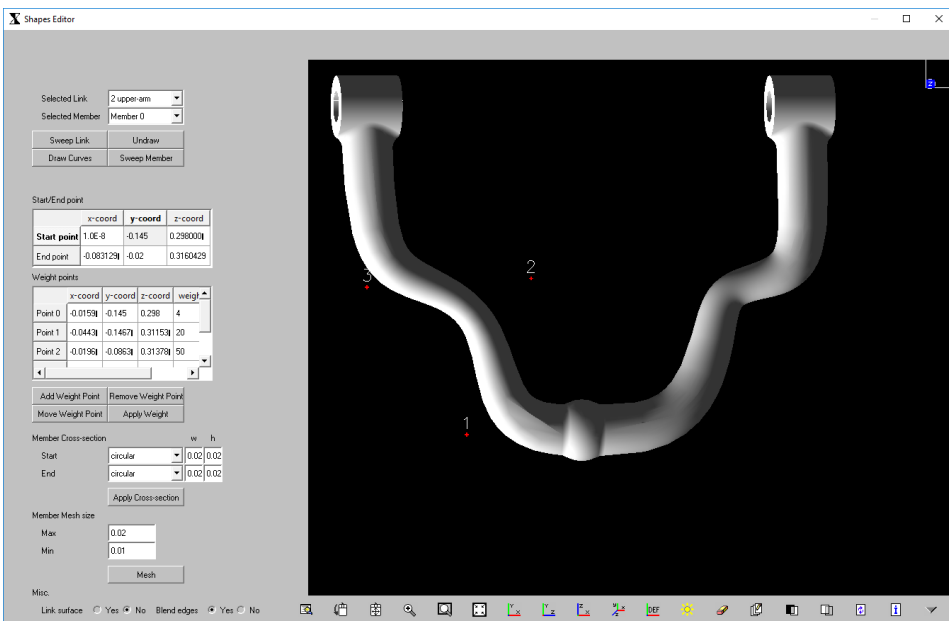 Shapes Editor
Selected Link 2 upper-arm
Selected Member Member 0
Sweep Link Undraw
Draw Curves Sweep Member
Start/End point
x-coord y-coord z-coord
Start point 1.0E-8 -0.145 0.298000
End point -0.083129 -0.02 0.3160429
Weight points
x-coord y-coord z-coord weig
Point 0 -0.0159 -0.145 0.298 4
Point 1 -0.0443 -0.1467 0.31153 20
Point 2 -0.0196 -0.0863 0.31378 50
Add Weight Point Remove Weight Point
Move Weight Point Apply Weight
Member Cross-section w h
Start circular 0.02 0.02
End circular 0.02 0.02
Apply Cross-section
Member Mesh size
Max 0.02
Min 0.01
Mesh
Misc.
Link surface Yes No Blend edges Yes No
2
3
1
DEF